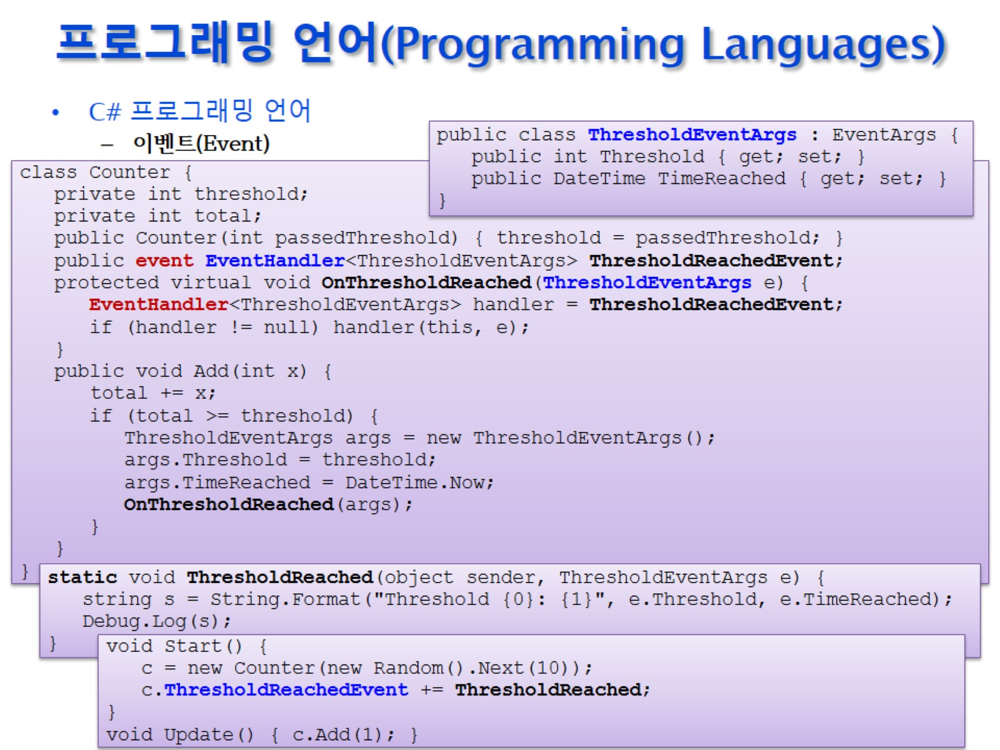 프로그래밍 언어(Programming Languages)
• C# 프로그래밍 언어
– 이벤트(Event)
public class ThresholdEventArgs : EventArgs {
public int Threshold { get; set; }
public DateTime TimeReached { get; set; }
}
class Counter {
private int threshold;
private int total;
public Counter(int passedThreshold) { threshold = passedThreshold; }
public event EventHandler<ThresholdEventArgs> ThresholdReachedEvent;
protected virtual void OnThresholdReached(ThresholdEventArgs e) {
EventHandler<ThresholdEventArgs> handler = ThresholdReachedEvent;
if (handler != null) handler(this, e);
}
public void Add(int x) {
total += x;
if (total >= threshold) {
ThresholdEventArgs args = new ThresholdEventArgs();
args.Threshold = threshold;
args.TimeReached = DateTime.Now;
OnThresholdReached(args);
}
}
}
static void ThresholdReached(object sender, ThresholdEventArgs e) {
string s = String.Format("Threshold {0}: {1}", e.Threshold, e.TimeReached);
Debug.Log(s);
}
void Start() {
c = new Counter(new Random().Next(10));
c.ThresholdReachedEvent += ThresholdReached;
}
void Update() { c.Add(1); }